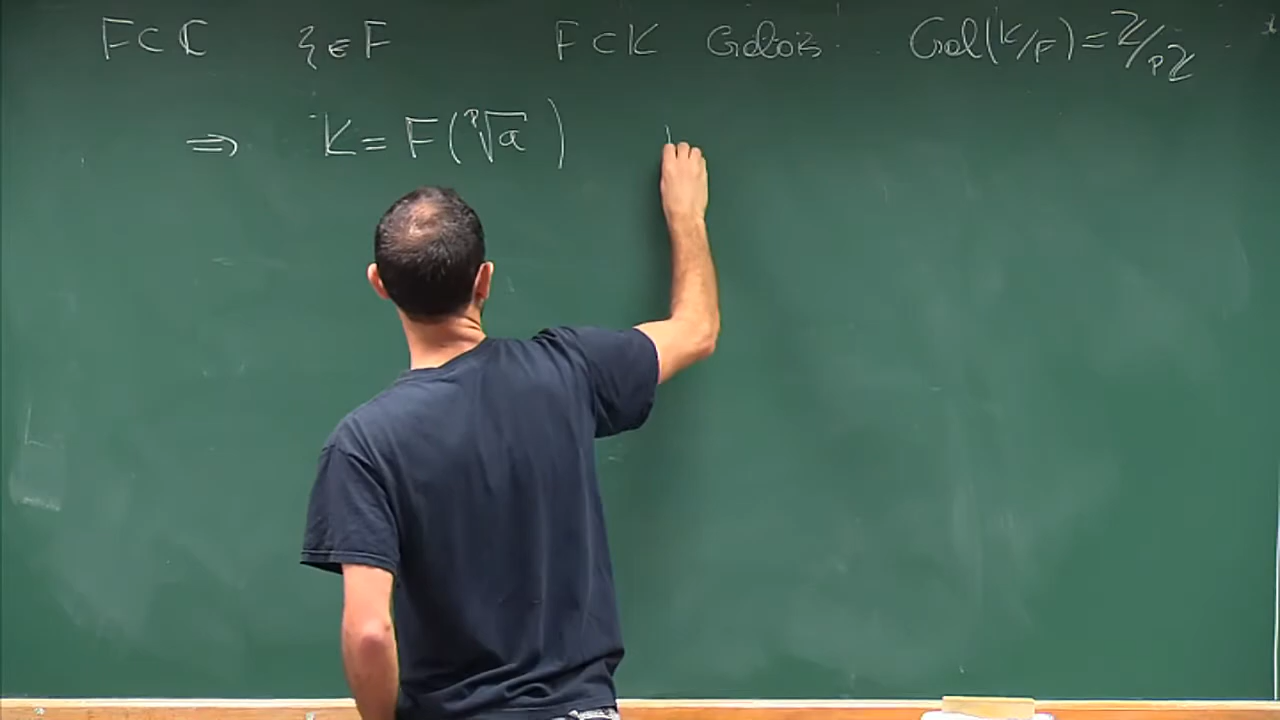 F ⊂ ℂ ξ ∈ F F ⊂ K Galois Gal(K/F) = ℤ/pℤ
⇒ K = F(ᵖ√a)